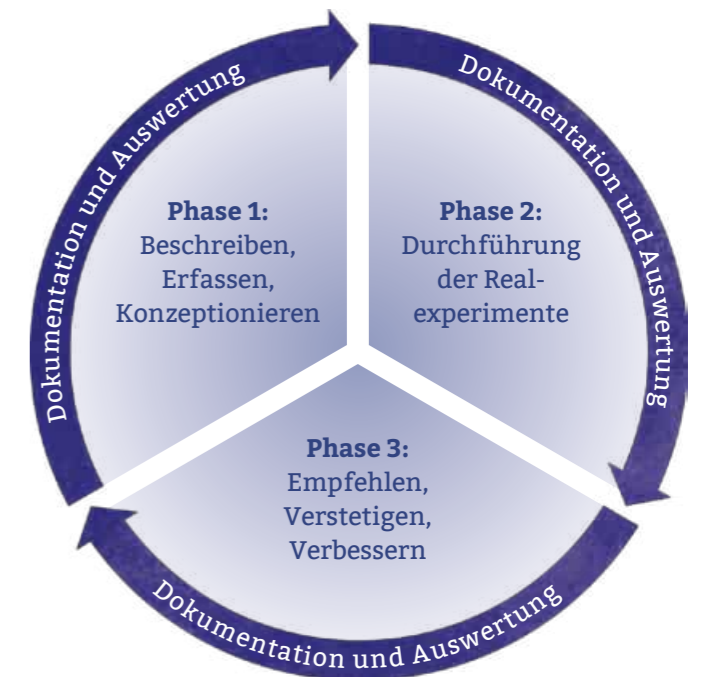 Dokumentation und Auswertung
Dokumentation und Auswertung
Phase 1:
Beschreiben,
Erfassen,
Konzeptionieren
Phase 2:
Durchführung
der Real-
experimente
Phase 3:
Empfehlen,
Verstetigen,
Verbessern
Dokumentation und Auswertung